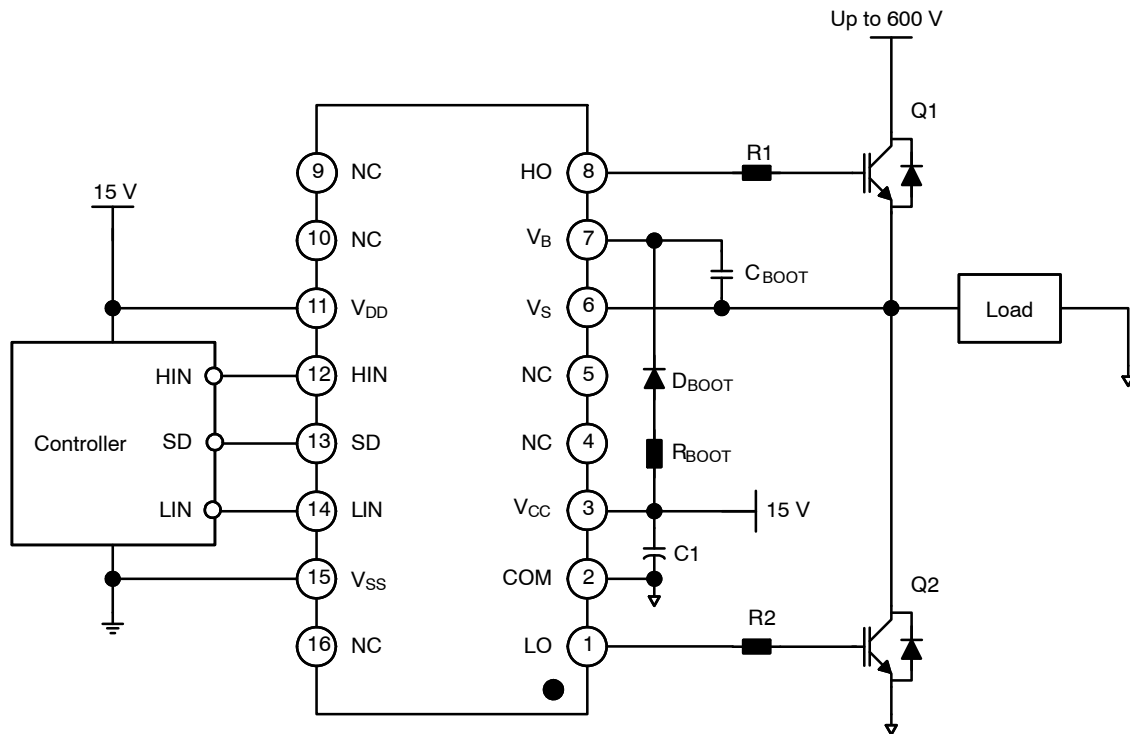 Up to 600 V
Q1
R1
9 NC HO 8
15 V
10 NC VB 7
CBOOT
11 VDD VS 6
Load
HIN 12 HIN NC 5
DBOOT
Controller SD 13 SD NC 4
RBOOT
LIN 14 LIN VCC 3
15 V
C1
15 VSS COM 2
Q2
R2
16 NC LO 1